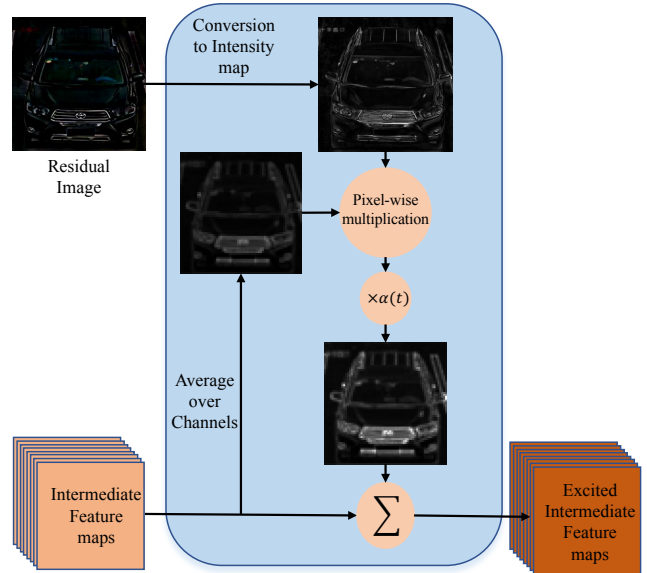 Conversion
to Intensity
map
Residual
Image
Pixel-wise
multiplication
×α(t)
Average
over
Channels
Intermediate
Feature
maps
∑
Excited
Intermediate
Feature
maps